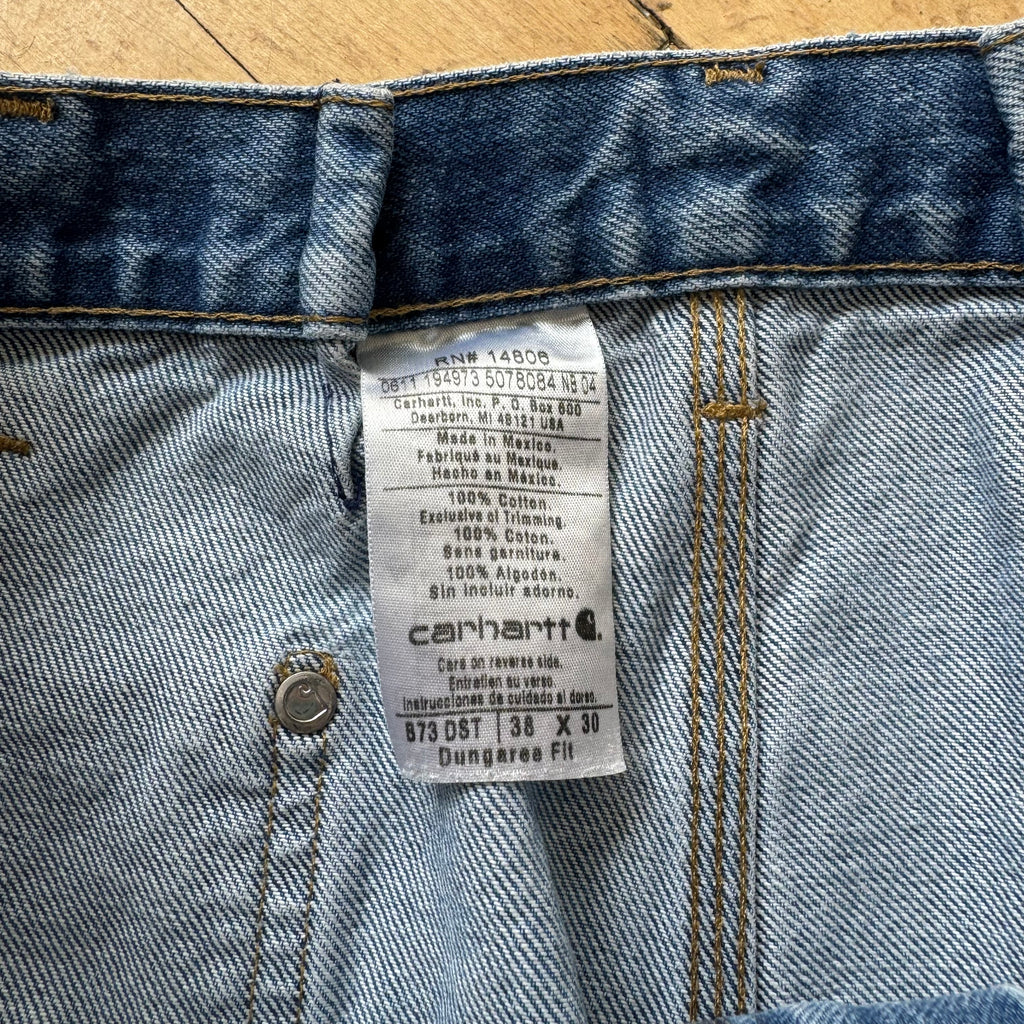 RN# 14806
0611 194973 5078084 NB 04
Carhartt, Inc. P. O. Box 600
Dearborn, MI 48121 USA
Made in Mexico.
Fabriqué au Mexique.
Hecho en México.
100% Cotton.
Exclusive of Trimming.
100% Coton.
Sans garniture.
100% Algodón.
Sin incluir adorno.
carhartt
Care on reverse side.
Entretien au verso
Instrucciones de cuidado al dorso.
B73 DST | 38 X 30
Dungaree Fit